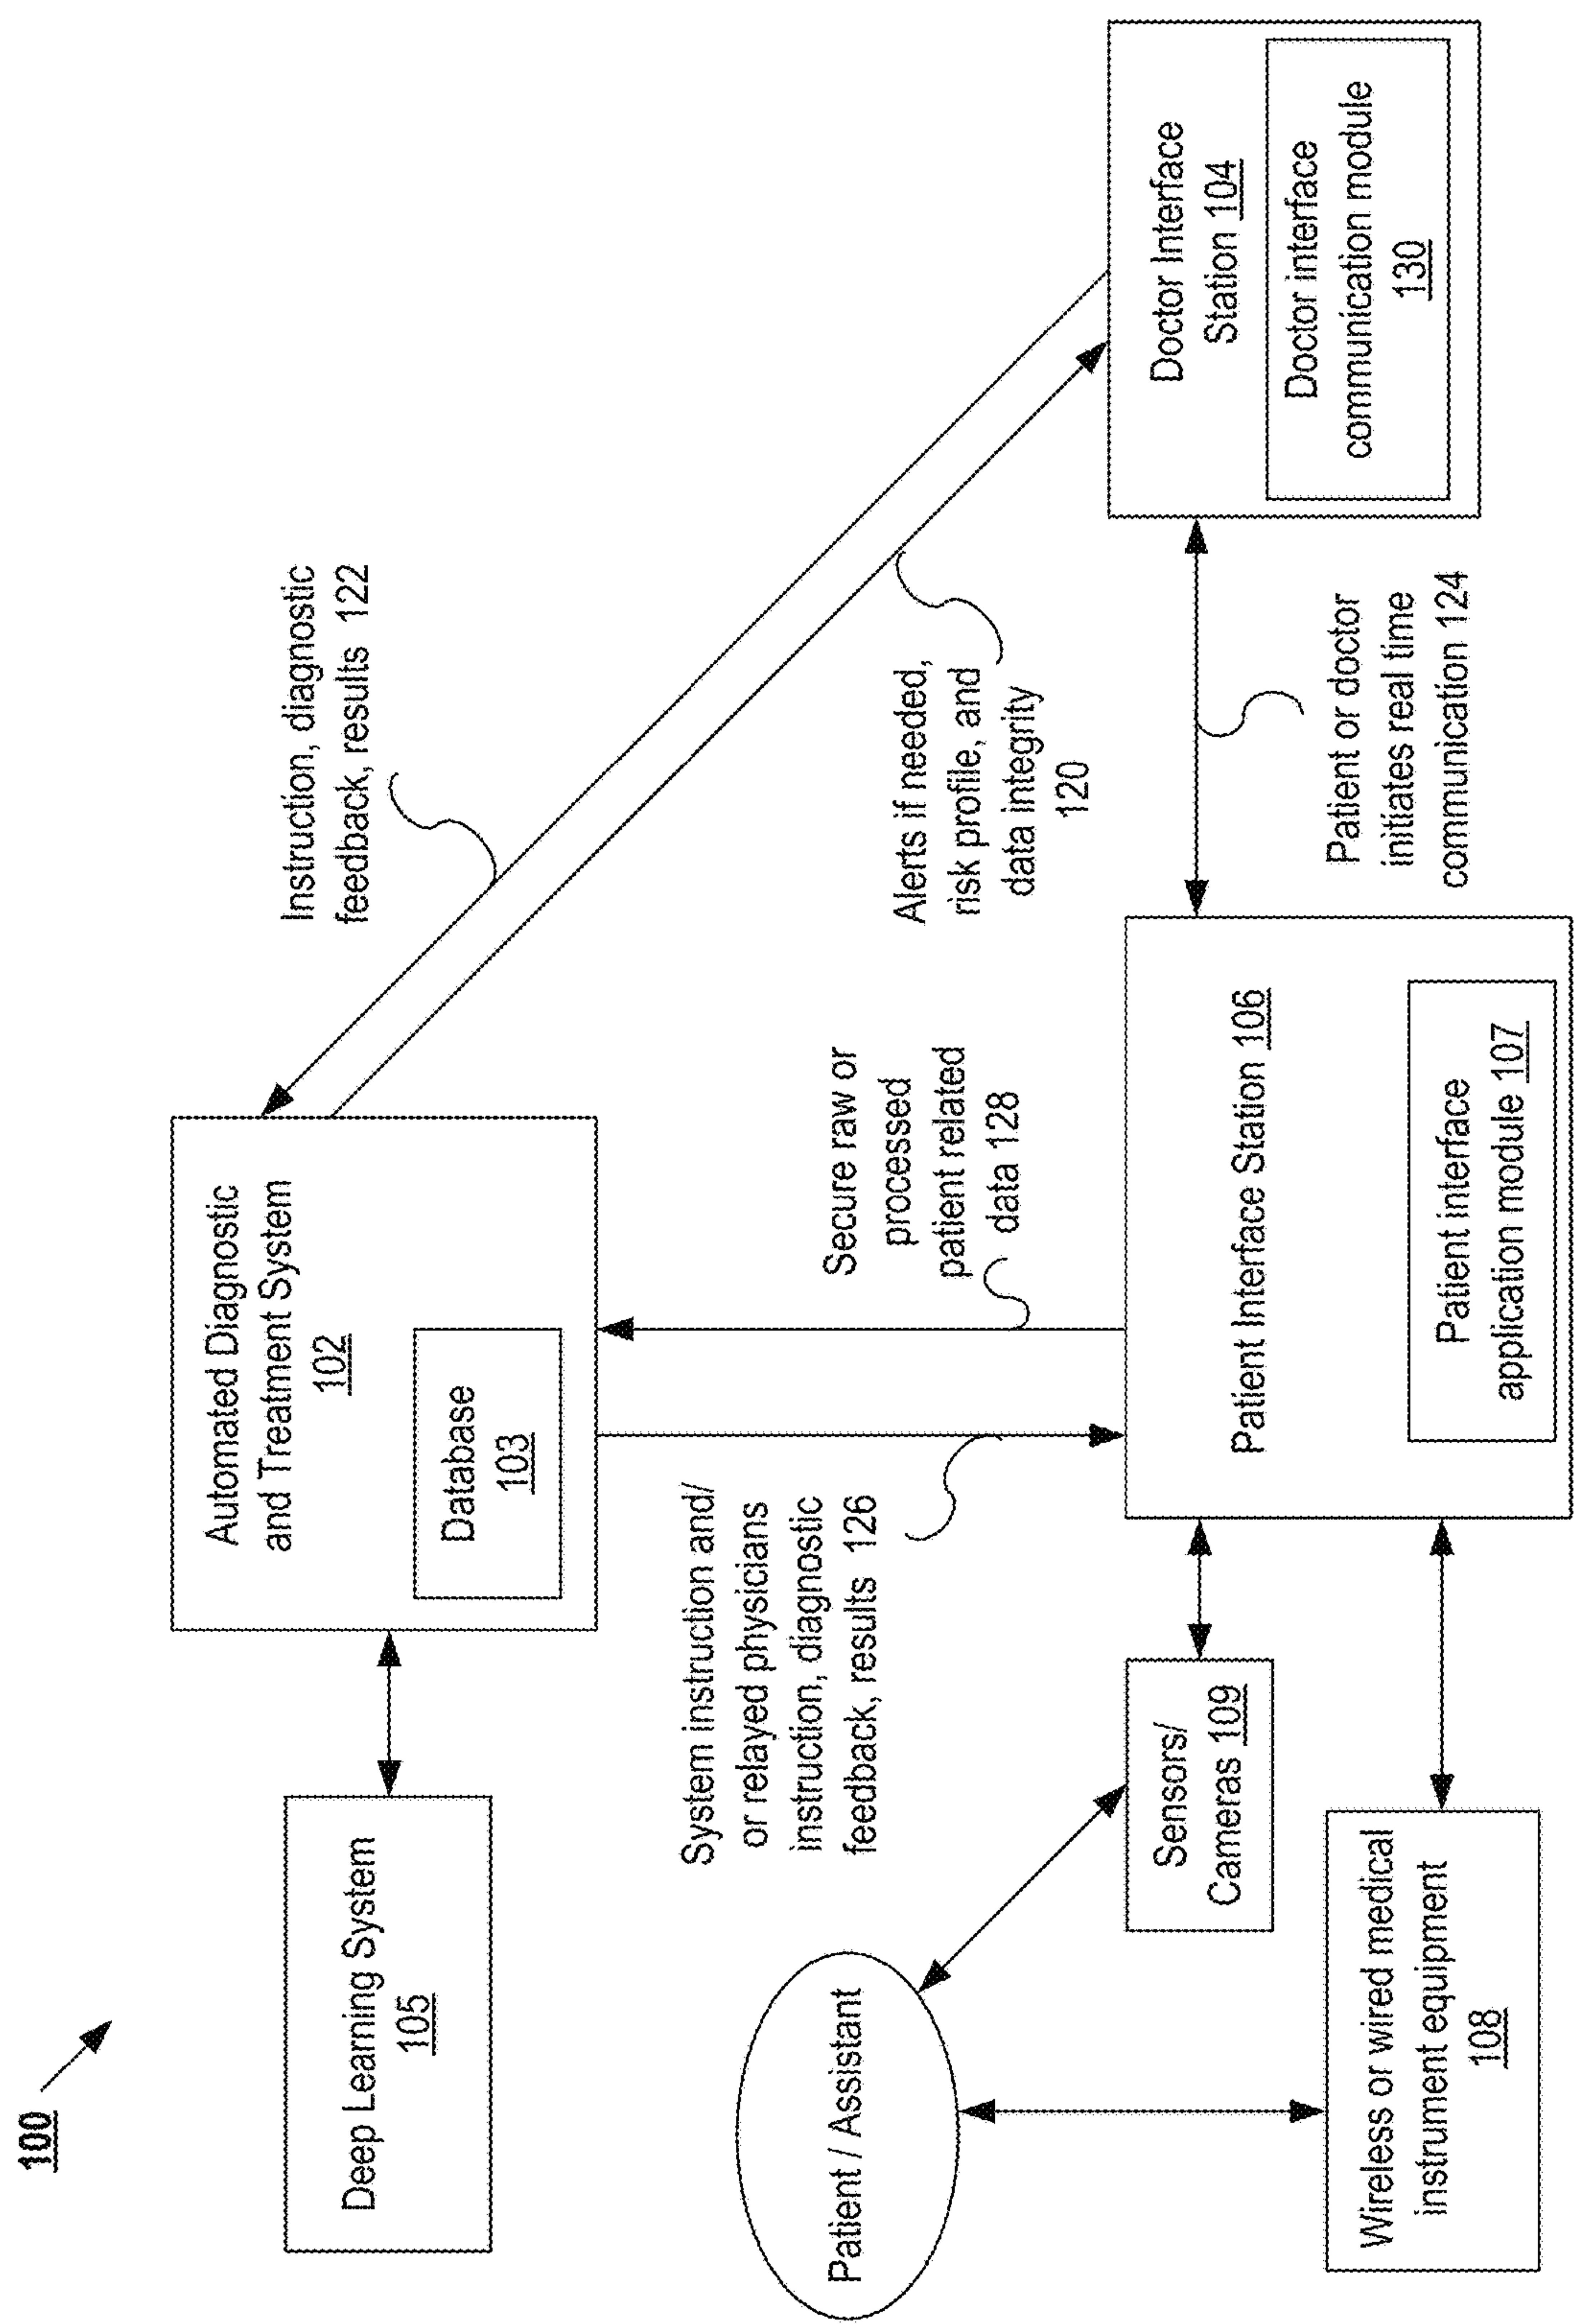 100
Deep Learning System
105
Automated Diagnostic
and Treatment System
102
Database
103
Instruction, diagnostic
feedback, results 122
Alerts if needed,
risk profile, and
data integrity
120
System instruction and/
or relayed physicians
instruction, diagnostic
feedback, results 126
Secure raw or
processed
patient related
data 128
Patient / Assistant
Sensors/
Cameras 109
Wireless or wired medical
instrument equipment
108
Patient Interface Station 106
Patient interface
application module 107
Patient or doctor
initiates real time
communication 124
Doctor Interface
Station 104
Doctor interface
communication module
130